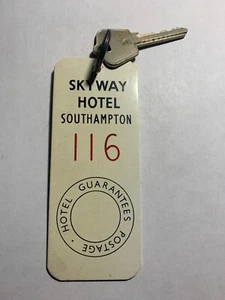 SKYWAY
HOTEL
SOUTHAMPTON
116
HOTEL GUARANTEES POSTAGE ·